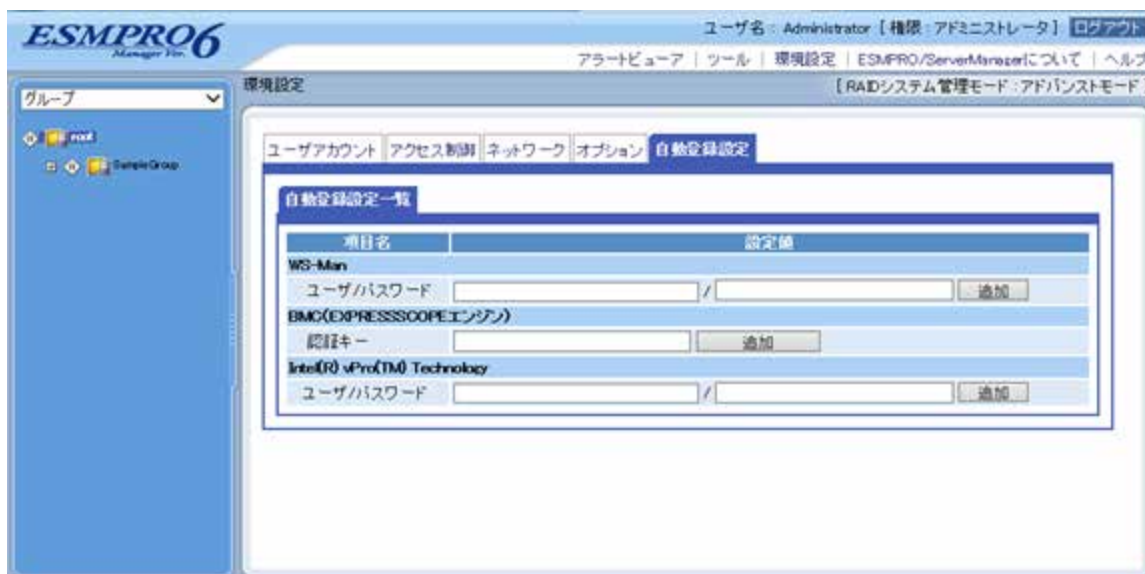 ESMPRO6
Manager Ver.
ユーザ名 : Administrator 【 権限 : アドミニストレータ 】 ログアウト
アラートビューア | ツール | 環境設定 | ESMPRO/ServerManagerについて | ヘルプ
グループ
環境設定
【 RAIDシステム管理モード : アドバンストモード
root
SampleGroup
ユーザアカウント アクセス制御 ネットワーク オプション 自動登録設定
自動登録設定一覧
項目名 設定値
WS-Man
ユーザ/パスワード / 追加
BMC(EXPRESSSCOPEエンジン)
認証キー 追加
Intel(R) vPro(TM) Technology
ユーザ/パスワード / 追加